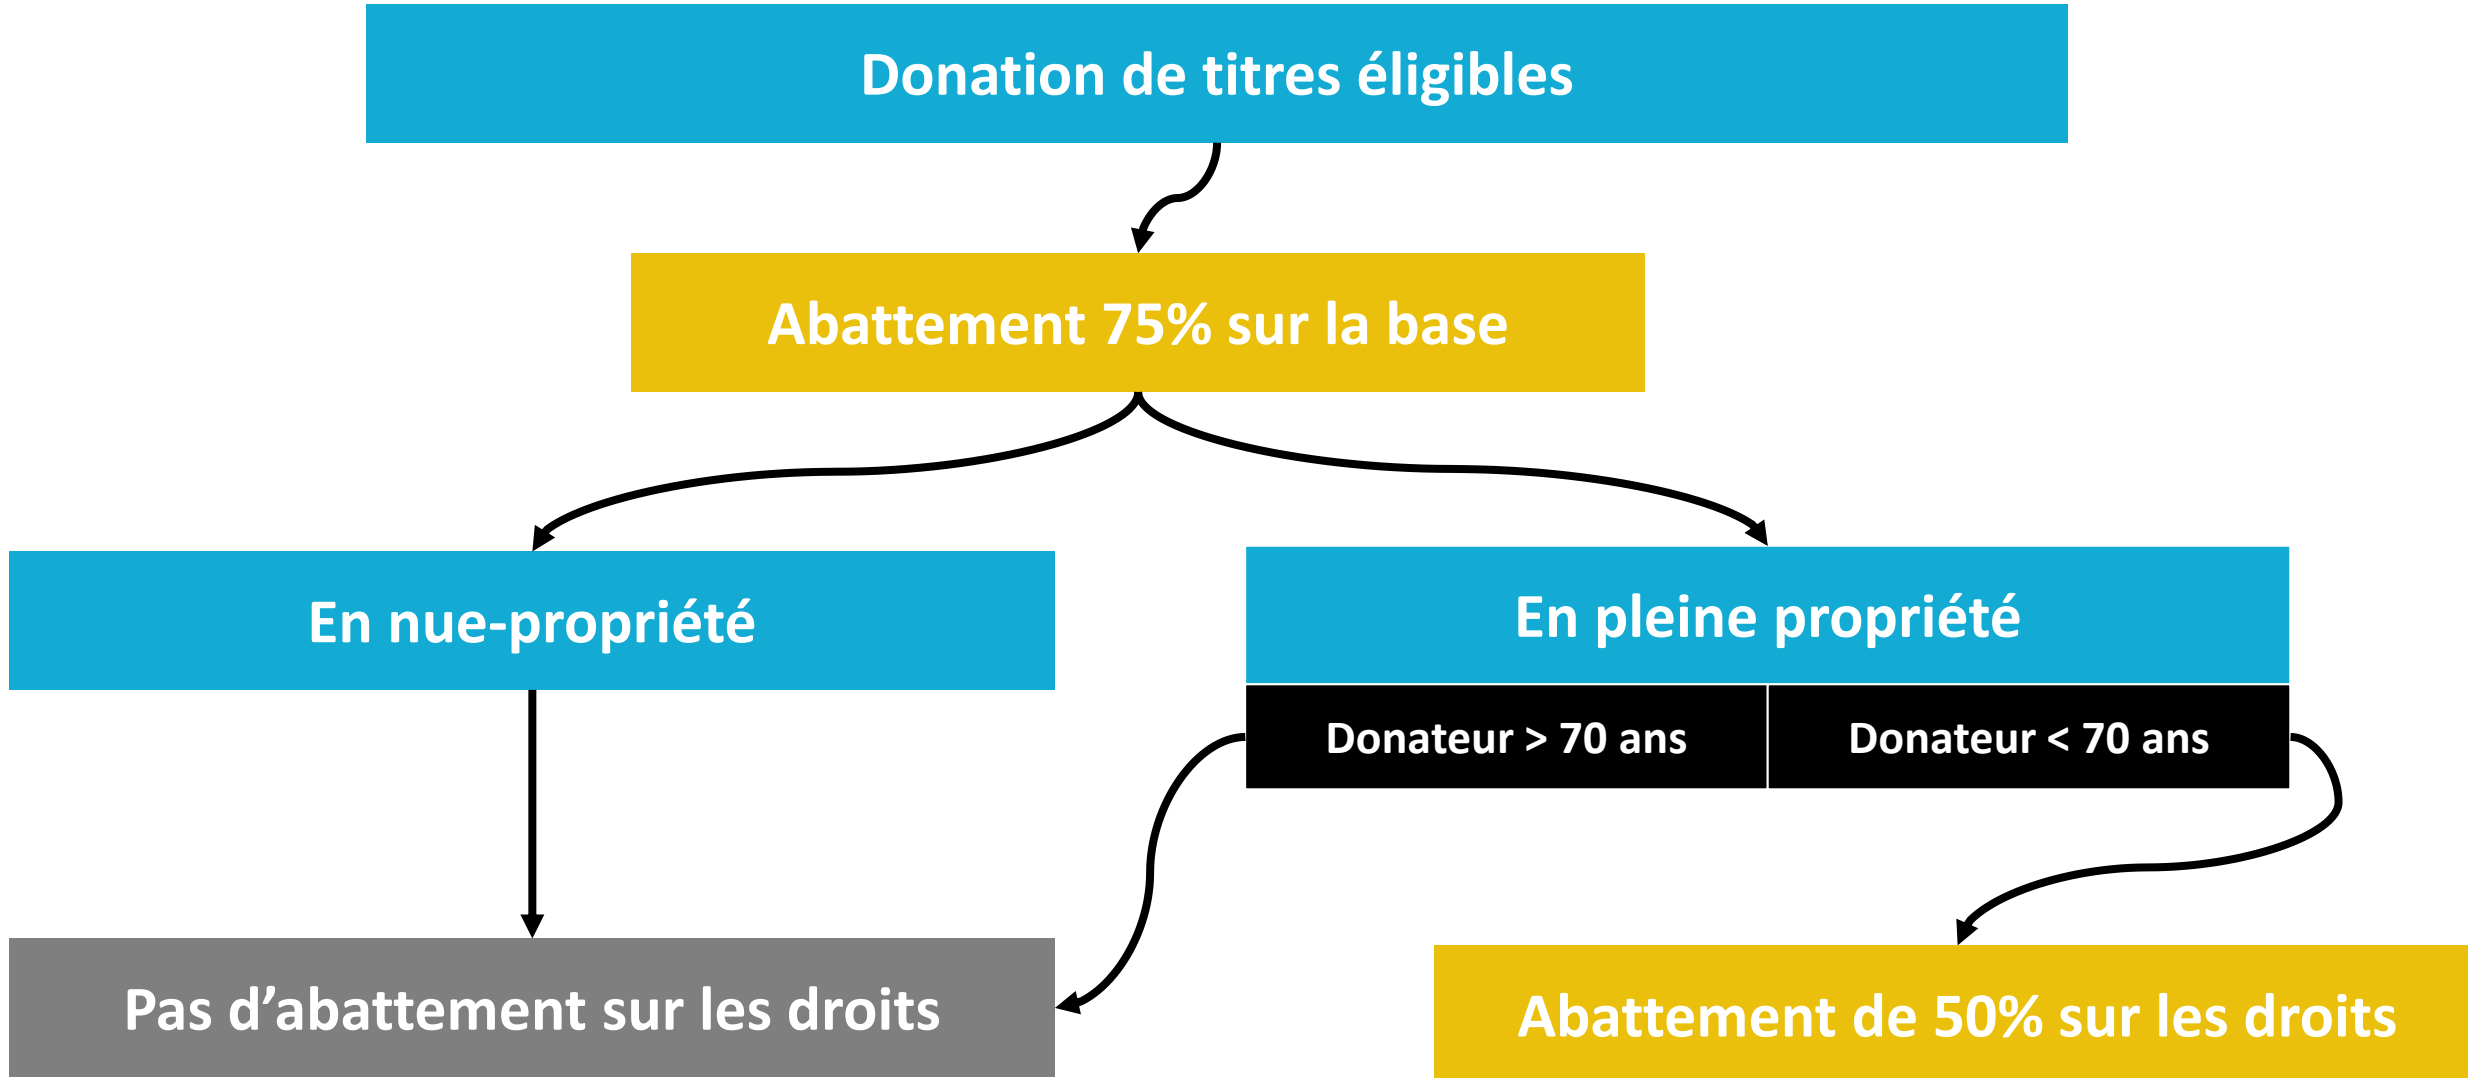 Donation de titres éligibles
Abattement 75% sur la base
En nue-propriété
En pleine propriété
Donateur > 70 ans
Donateur < 70 ans
Pas d’abattement sur les droits
Abattement de 50% sur les droits